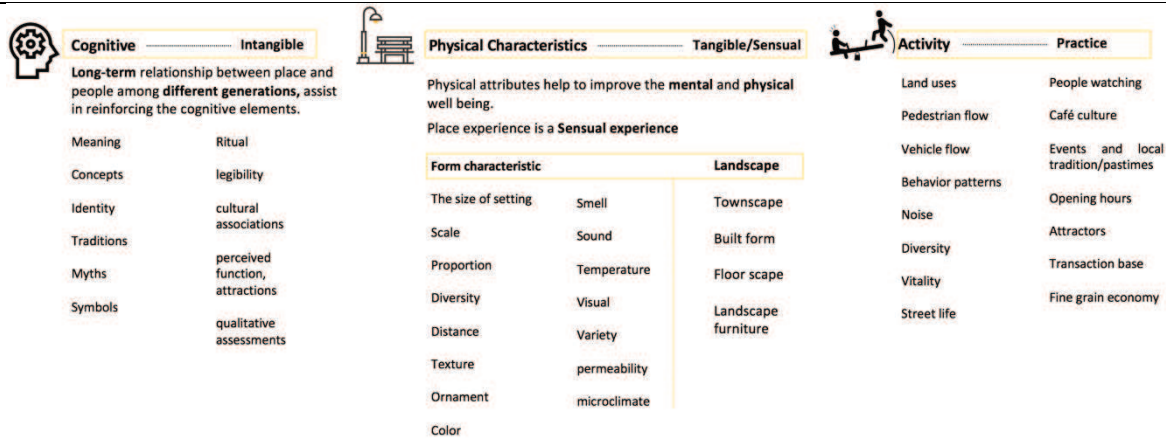 Cognitive Intangible
Long-term relationship between place and
people among different generations, assist
in reinforcing the cognitive elements.
Meaning
Concepts
Identity
Traditions
Myths
Symbols
Ritual
legibility
cultural
associations
perceived
function,
attractions
qualitative
assessments
Physical Characteristics Tangible/Sensual
Physical attributes help to improve the mental and physical
well being.
Place experience is a Sensual experience
Form characteristic
The size of setting
Scale
Proportion
Diversity
Distance
Texture
Ornament
Color
Smell
Sound
Temperature
Visual
Variety
permeability
microclimate
Landscape
Townscape
Built form
Floor scape
Landscape
furniture
Activity Practice
Land uses
Pedestrian flow
Vehicle flow
Behavior patterns
Noise
Diversity
Vitality
Street life
People watching
Café culture
Events and local
tradition/pastimes
Opening hours
Attractors
Transaction base
Fine grain economy